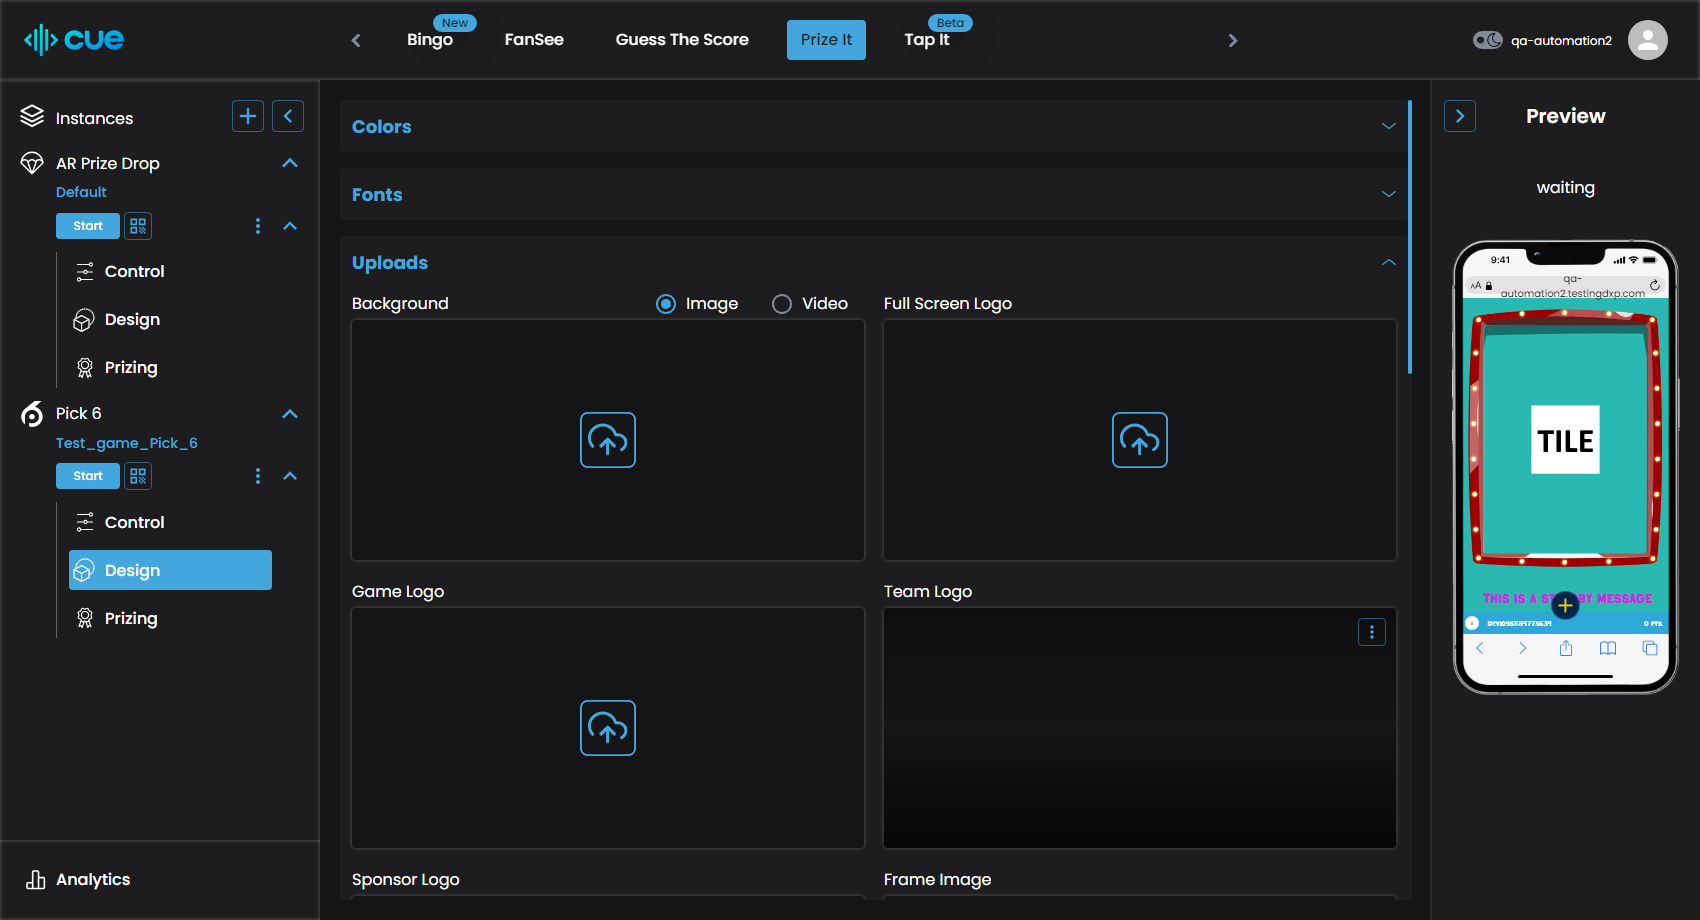 cue
Bingo
New
FanSee
Guess The Score
Prize It
Tap It
Beta
qa-automation2
Instances
AR Prize Drop
Default
Start
Control
Design
Prizing
Pick 6
Test_game_Pick_6
Start
Control
Design
Prizing
Analytics
Colors
Fonts
Uploads
Background
Image
Video
Full Screen Logo
Game Logo
Team Logo
Sponsor Logo
Frame Image
Preview
waiting
9:41
AA
qa-
automation2.testingdxp.com
TILE
THIS IS A ST BY MESSAGE
0 PTS.